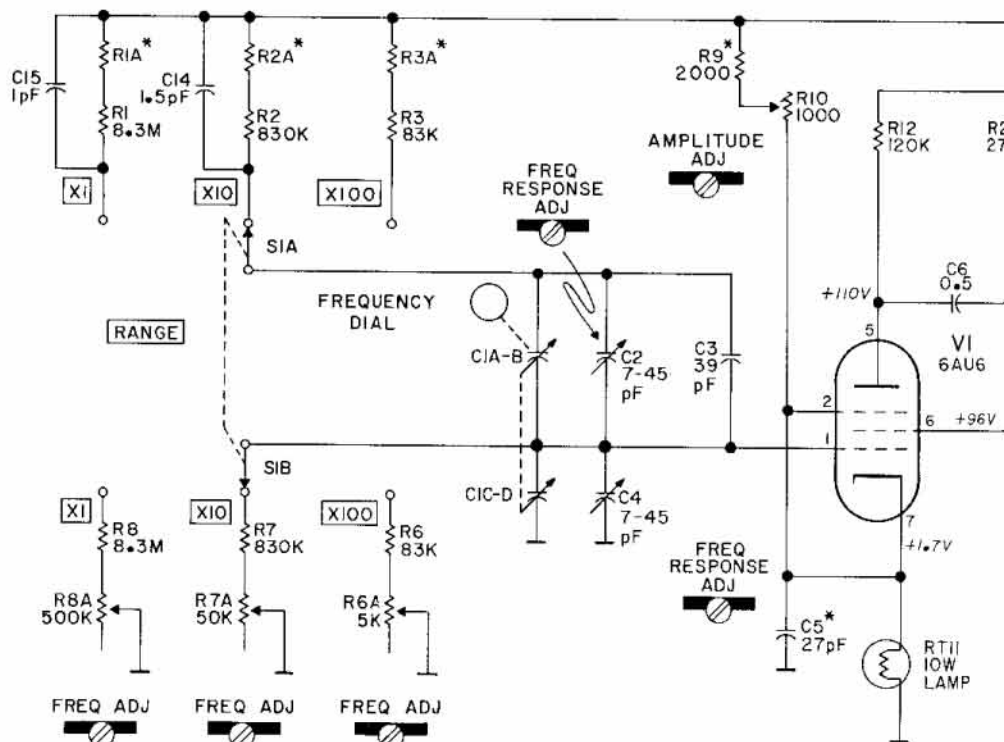 C15
1pF
R1A*
R1
8.3M
X1
C14
1.5pF
R2A*
R2
830K
X10
R3A*
R3
83K
X100
S1A
FREQUENCY
DIAL
RANGE
FREQ
RESPONSE
ADJ
AMPLITUDE
ADJ
R9*
2000
R10
1000
R12
120K
C6
0.5
+110V
5
V1
6AU6
C1A-B
C2
7-45
pF
C3
39
pF
2
1
6
+96V
7
+1.7V
S1B
X1
R8
8.3M
R8A
500K
FREQ ADJ
X10
R7
830K
R7A
50K
FREQ ADJ
X100
R6
83K
R6A
5K
FREQ ADJ
C1C-D
C4
7-45
pF
FREQ
RESPONSE
ADJ
C5*
27pF
RT11
10W
LAMP